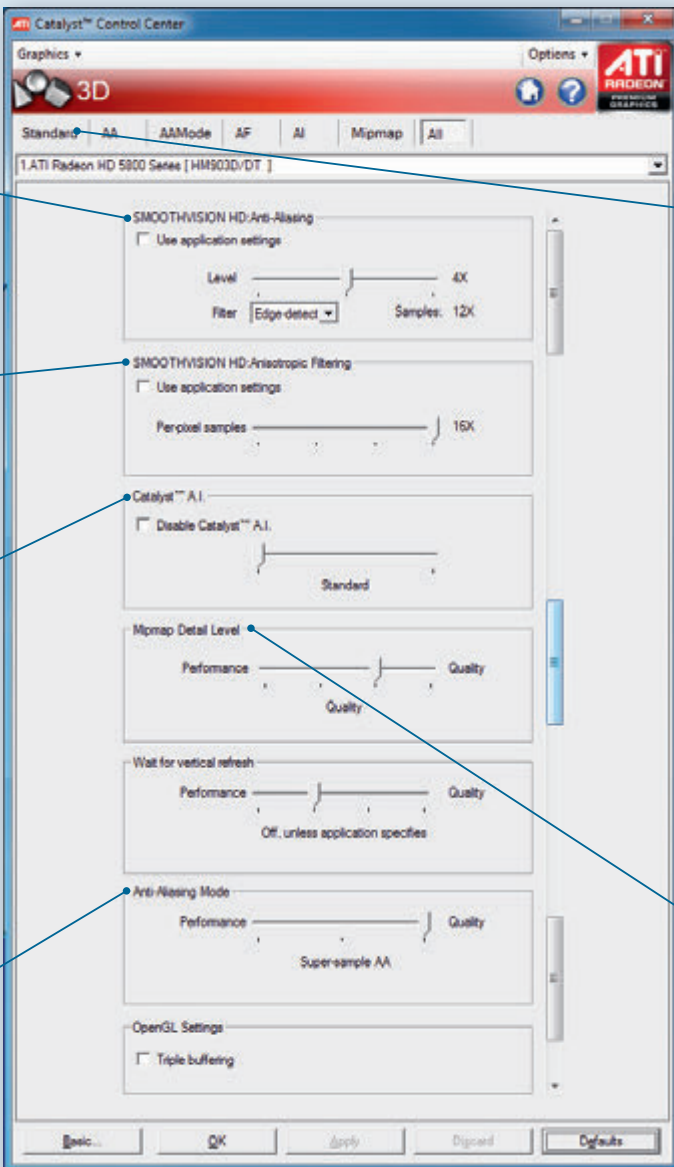 ATI Catalyst™ Control Center
Graphics Options
ATI
RADEON
PREMIUM
GRAPHICS
3D
Standard AA AAMode AF AI Mipmap All
1.ATI Radeon HD 5800 Series [ HM903D/DT ]
SMOOTHVISION HD:Anti-Aliasing
Use application settings
Level 4X
Filter Edge-detect Samples: 12X
SMOOTHVISION HD:Anisotropic Filtering
Use application settings
Per-pixel samples 16X
Catalyst™ A.I.
Disable Catalyst™ A.I.
Standard
Mipmap Detail Level
Performance Quality
Quality
Wait for vertical refresh
Performance Quality
Off, unless application specifies
Anti-Aliasing Mode
Performance Quality
Super-sample AA
OpenGL Settings
Triple buffering
Basic... OK Apply Discard Defaults